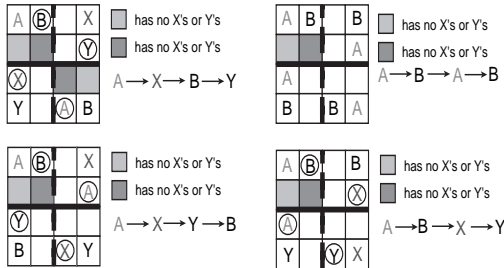 A B X
has no X's or Y's
Y
has no X's or Y's
X
A→X→B→Y
Y A B
A B B
has no X's or Y's
A
has no X's or Y's
A A
A→B→A→B
B B A
A B X
has no X's or Y's
A
has no X's or Y's
Y
A→X→Y→B
B X Y
A B B
has no X's or Y's
X
has no X's or Y's
A
A→B→X→Y
Y Y X